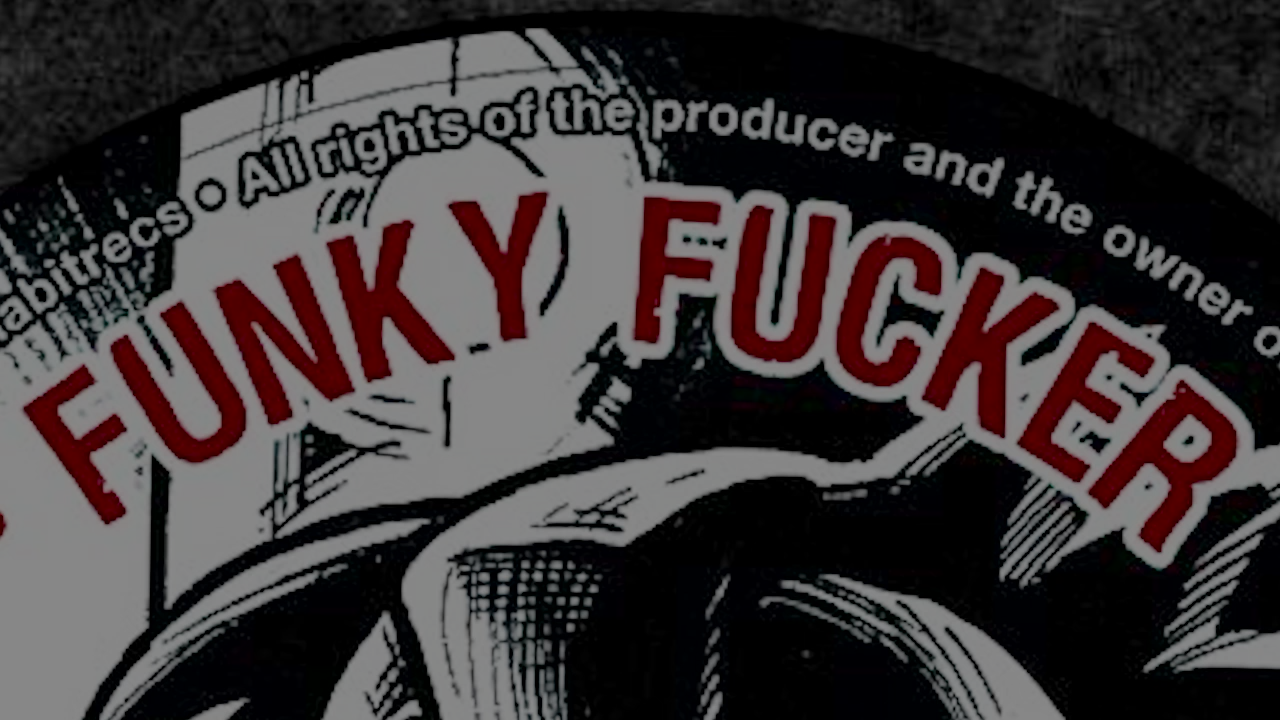 abitrecs • All rights of the producer and the owner o
FUNKY FUCKER